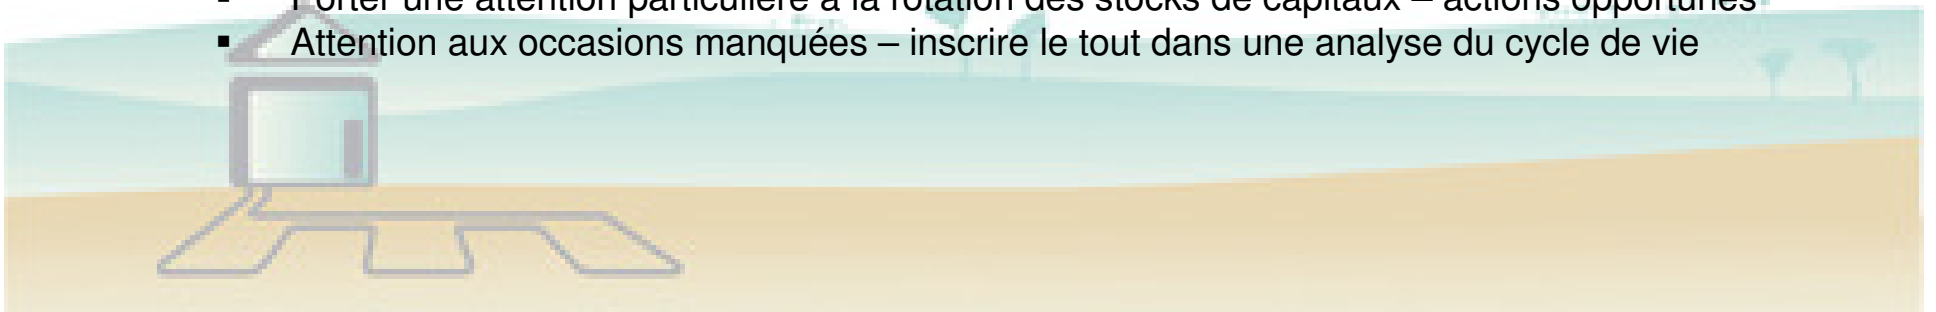 ▪ Porter une attention particulière à la rotation des stocks de capitaux – actions opportunes
▪ Attention aux occasions manquées – inscrire le tout dans une analyse du cycle de vie